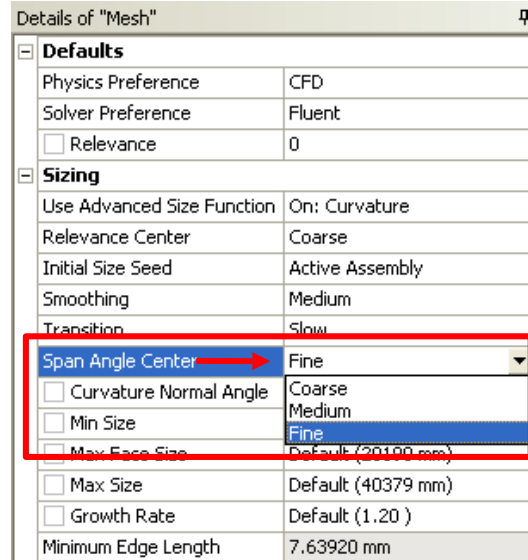 Details of "Mesh"
Defaults
Physics Preference CFD
Solver Preference Fluent
Relevance 0
Sizing
Use Advanced Size Function On: Curvature
Relevance Center Coarse
Initial Size Seed Active Assembly
Smoothing Medium
Transition Slow
Span Angle Center Fine
Curvature Normal Angle Coarse
Medium
Min Size Fine
Max Face Size Default (20190 mm)
Max Size Default (40379 mm)
Growth Rate Default (1.20 )
Minimum Edge Length 7.63920 mm